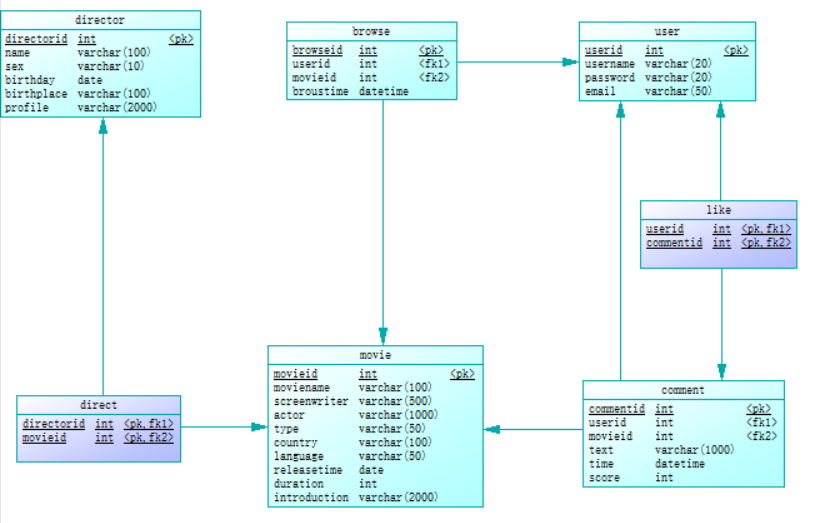 director
directorid int <pk>
name varchar(100)
sex varchar(10)
birthday date
birthplace varchar(100)
profile varchar(2000)
browse
browseid int <pk>
userid int <fk1>
movieid int <fk2>
broustime datetime
user
userid int <pk>
username varchar(20)
password varchar(20)
email varchar(50)
like
userid int <pk,fk1>
commentid int <pk,fk2>
direct
directorid int <pk,fk1>
movieid int <pk,fk2>
movie
movieid int <pk>
moviename varchar(100)
screenwriter varchar(500)
actor varchar(1000)
type varchar(50)
country varchar(100)
language varchar(50)
releasetime date
duration int
introduction varchar(2000)
comment
commentid int <pk>
userid int <fk1>
movieid int <fk2>
text varchar(1000)
time datetime
score int